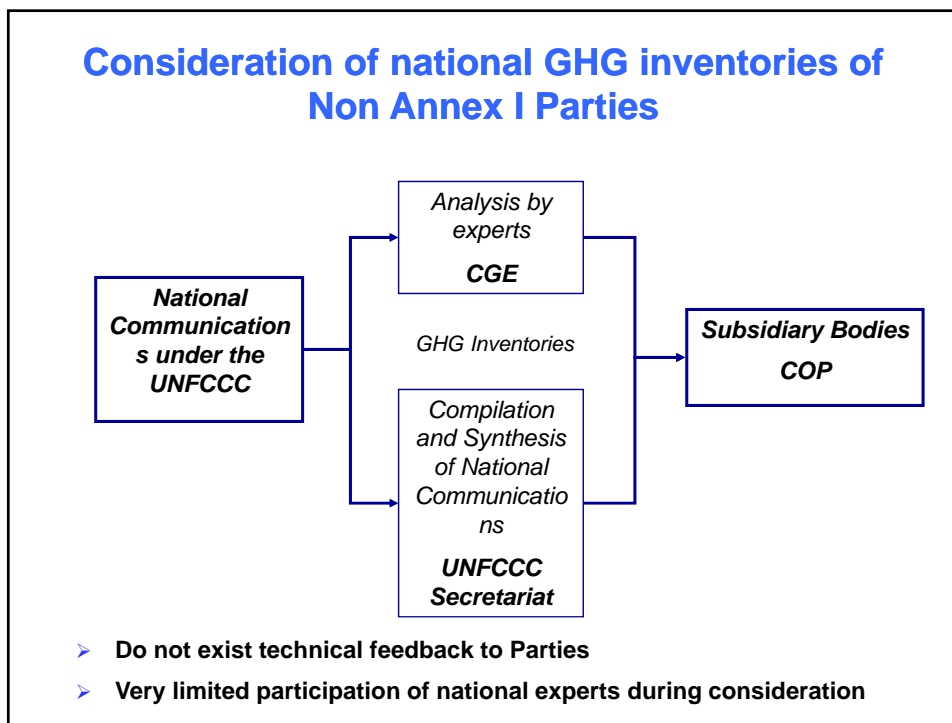 Consideration of national GHG inventories of
Non Annex I Parties
National
Communication
s under the
UNFCCC
Analysis by
experts
CGE
GHG Inventories
Compilation
and Synthesis
of National
Communicatio
ns
UNFCCC
Secretariat
Subsidiary Bodies
COP
➢ Do not exist technical feedback to Parties
➢ Very limited participation of national experts during consideration